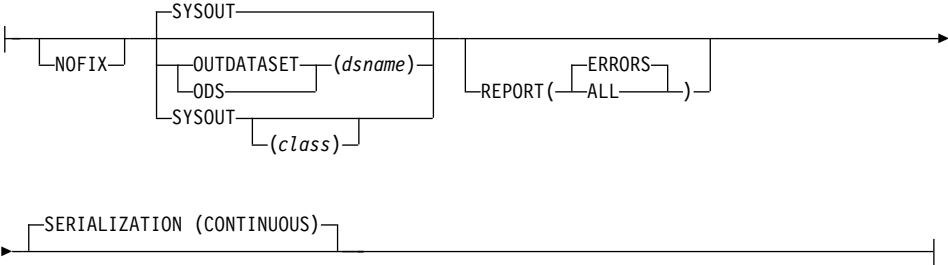 SYSOUT
NOFIX
OUTDATASET (dsname)
ERRORS
ODS
REPORT( ALL )
SYSOUT
(class)
SERIALIZATION (CONTINUOUS)